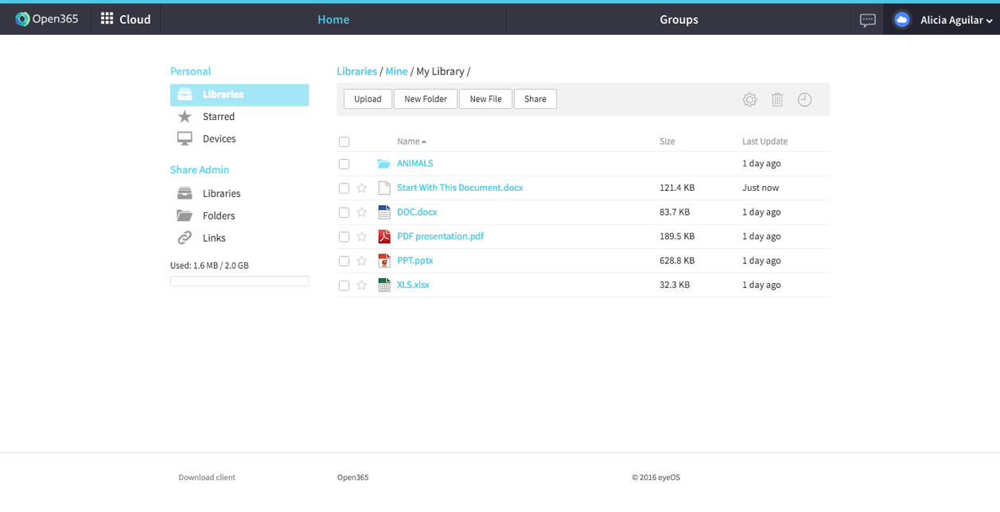 Open365 Cloud Home Groups Alicia Aguilar
Personal
Libraries
Starred
Devices
Share Admin
Libraries
Folders
Links
Used: 1.6 MB / 2.0 GB
Libraries / Mine / My Library /
Upload New Folder New File Share
Name Size Last Update
ANIMALS 1 day ago
Start With This Document.docx 121.4 KB Just now
DOC.docx 83.7 KB 1 day ago
PDF presentation.pdf 189.5 KB 1 day ago
PPT.pptx 628.8 KB 1 day ago
XLS.xlsx 32.3 KB 1 day ago
Download client Open365 © 2016 eyeOS